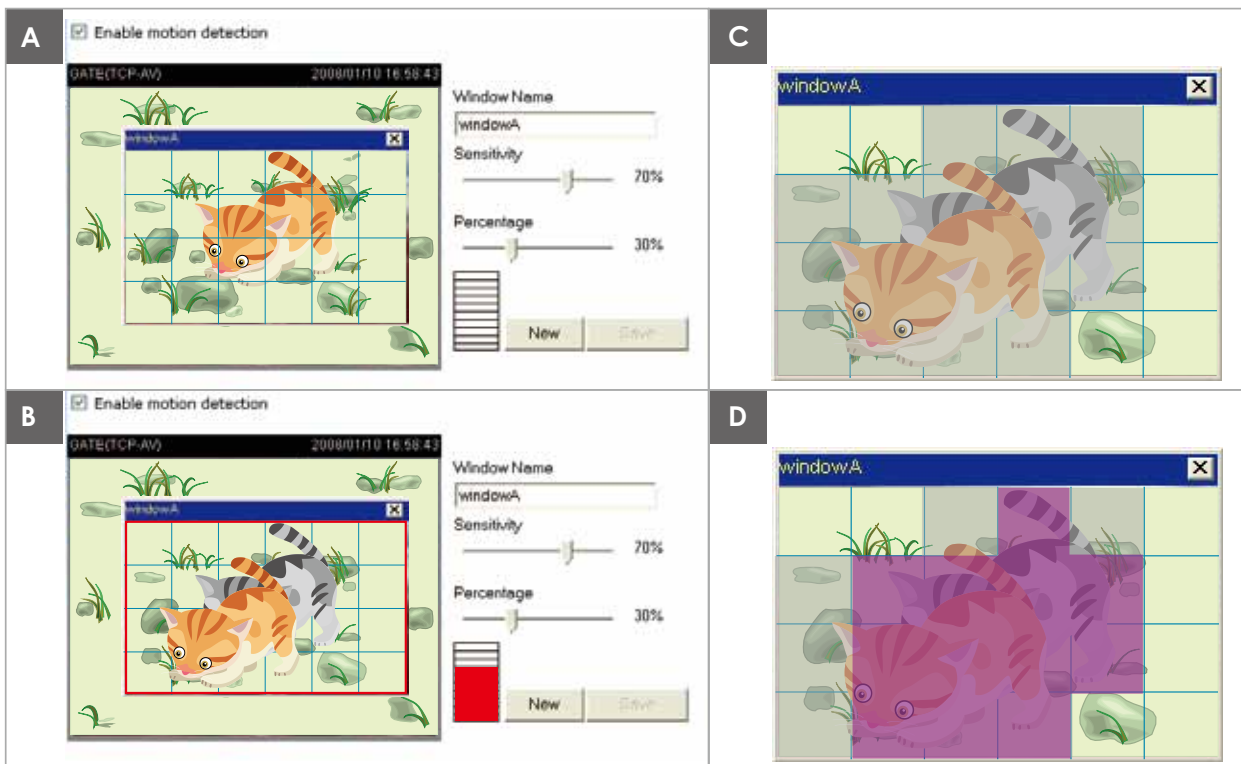 A
Enable motion detection
GATE(TCP-AV) 2008/01/10 16:58:43
windowA
Window Name
windowA
Sensitivity
70%
Percentage
30%
New Save
C
windowA
B
Enable motion detection
GATE(TCP-AV) 2008/01/10 16:58:43
windowA
Window Name
windowA
Sensitivity
70%
Percentage
30%
New Save
D
windowA